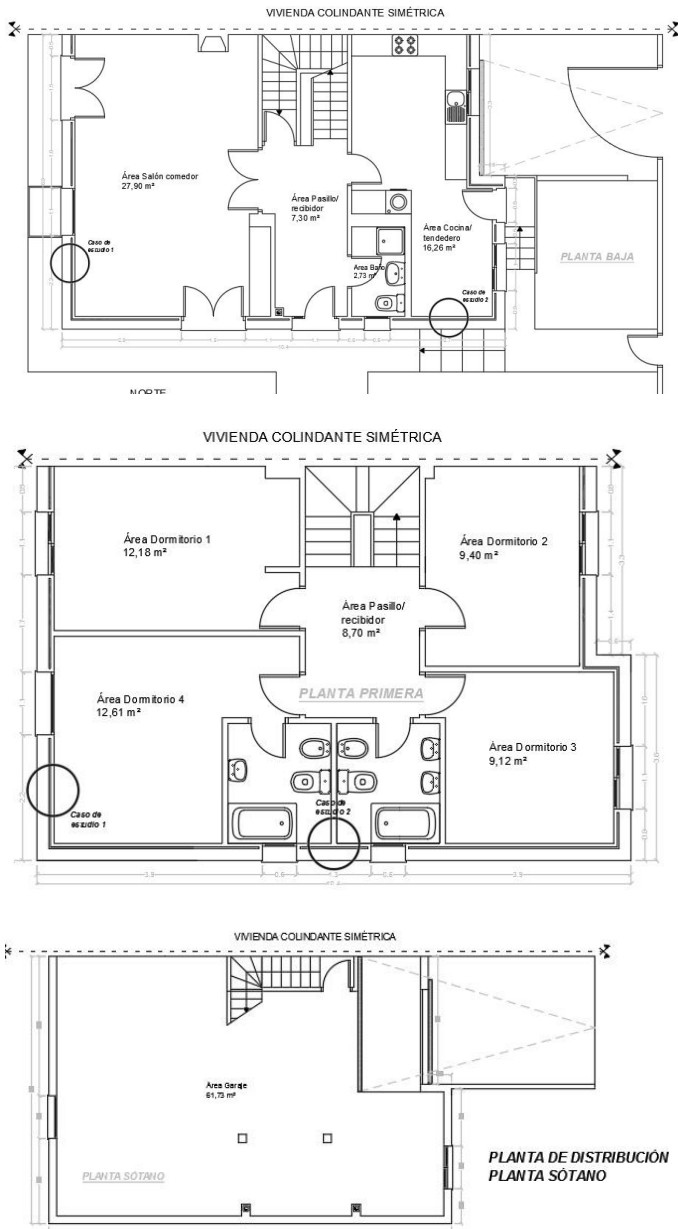 VIVIENDA COLINDANTE SIMÉTRICA
Área Salón comedor
27,90 m²
Área Pasillo/
recibidor
7,30 m²
Área Cocina/
tendedero
16,26 m²
Área Baño
2,73 m²
Caso de
estudio 1
Caso de
estudio 2
PLANTA BAJA
NORTE
VIVIENDA COLINDANTE SIMÉTRICA
Área Dormitorio 1
12,18 m²
Área Dormitorio 2
9,40 m²
Área Pasillo/
recibidor
8,70 m²
PLANTA PRIMERA
Área Dormitorio 4
12,61 m²
Área Dormitorio 3
9,12 m²
Caso de
estudio 1
Caso de
estudio 2
VIVIENDA COLINDANTE SIMÉTRICA
Área Garaje
61,73 m²
PLANTA SÓTANO
PLANTA DE DISTRIBUCIÓN
PLANTA SÓTANO